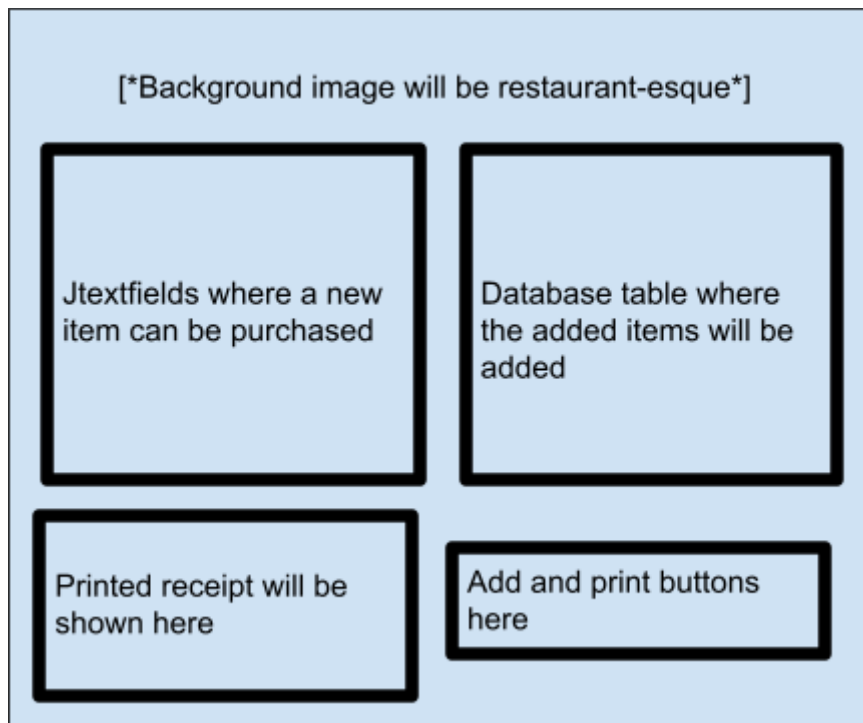 [*Background image will be restaurant-esque*]
Jtextfields where a new
item can be purchased
Database table where
the added items will be
added
Printed receipt will be
shown here
Add and print buttons
here